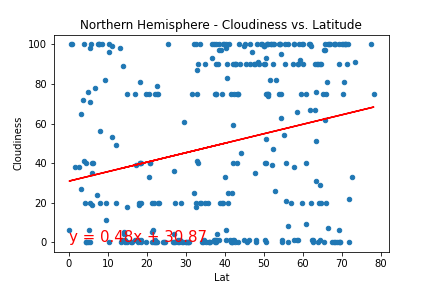 Northern Hemisphere - Cloudiness vs. Latitude
100
80
60
40
20
0
Cloudiness
y = 0.48x + 30.87
0 10 20 30 40 50 60 70 80
Lat